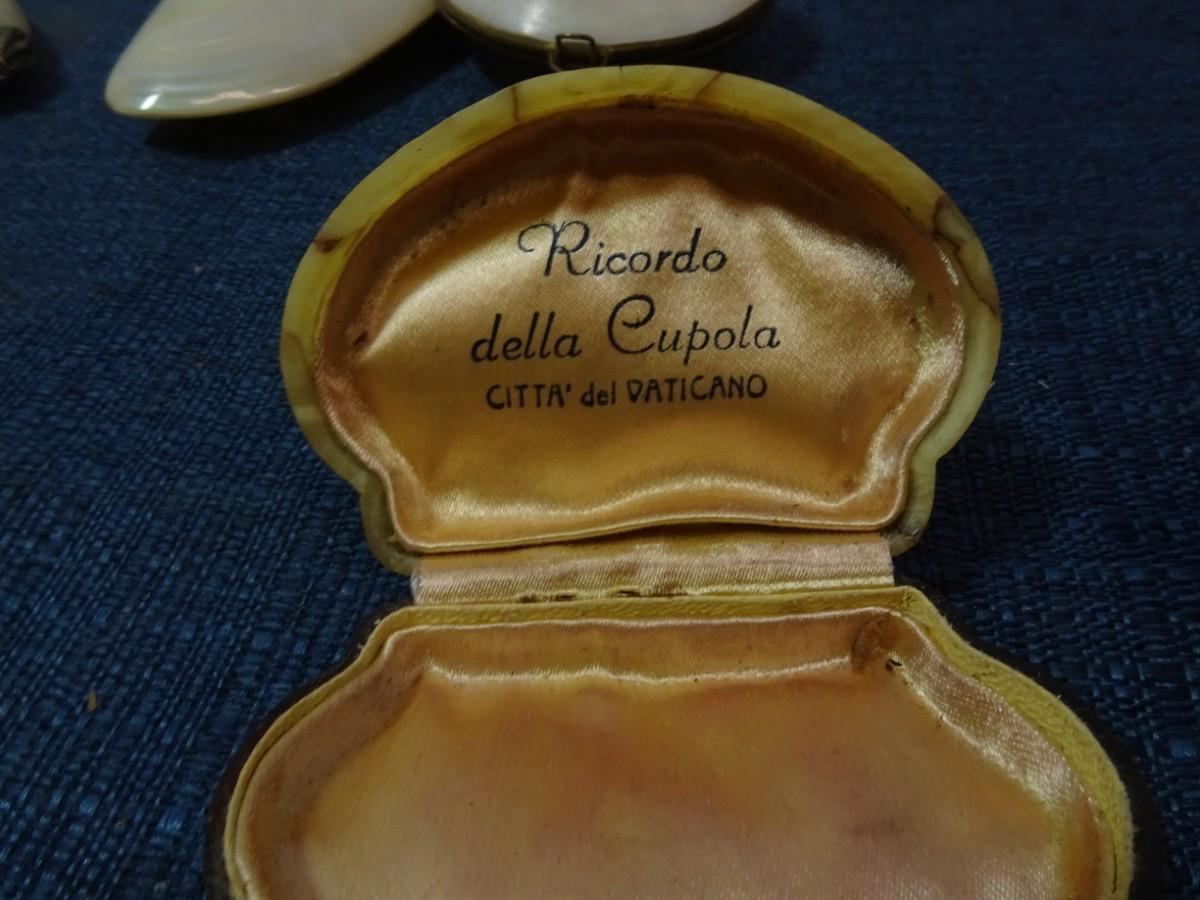 Ricordo
della Cupola
CITTA' del VATICANO